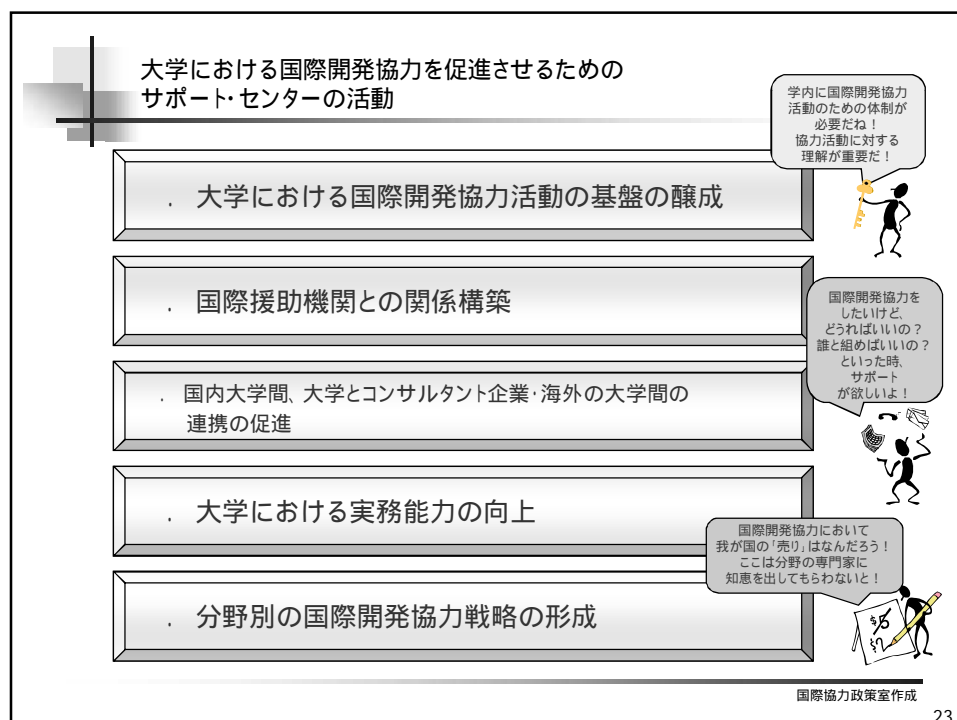 大学における国際開発協力を促進させるための
サポート・センターの活動
学内に国際開発協力
活動のための体制が
必要だね！
協力活動に対する
理解が重要だ！
． 大学における国際開発協力活動の基盤の醸成
． 国際援助機関との関係構築
国際開発協力を
したいけど、
どうればいいの？
誰と組めばいいの？
といった時、
サポート
が欲しいよ！
． 国内大学間、大学とコンサルタント企業・海外の大学間の
連携の促進
． 大学における実務能力の向上
国際開発協力において
我が国の「売り」はなんだろう！
ここは分野の専門家に
知恵を出してもらわないと！
． 分野別の国際開発協力戦略の形成
国際協力政策室作成
23